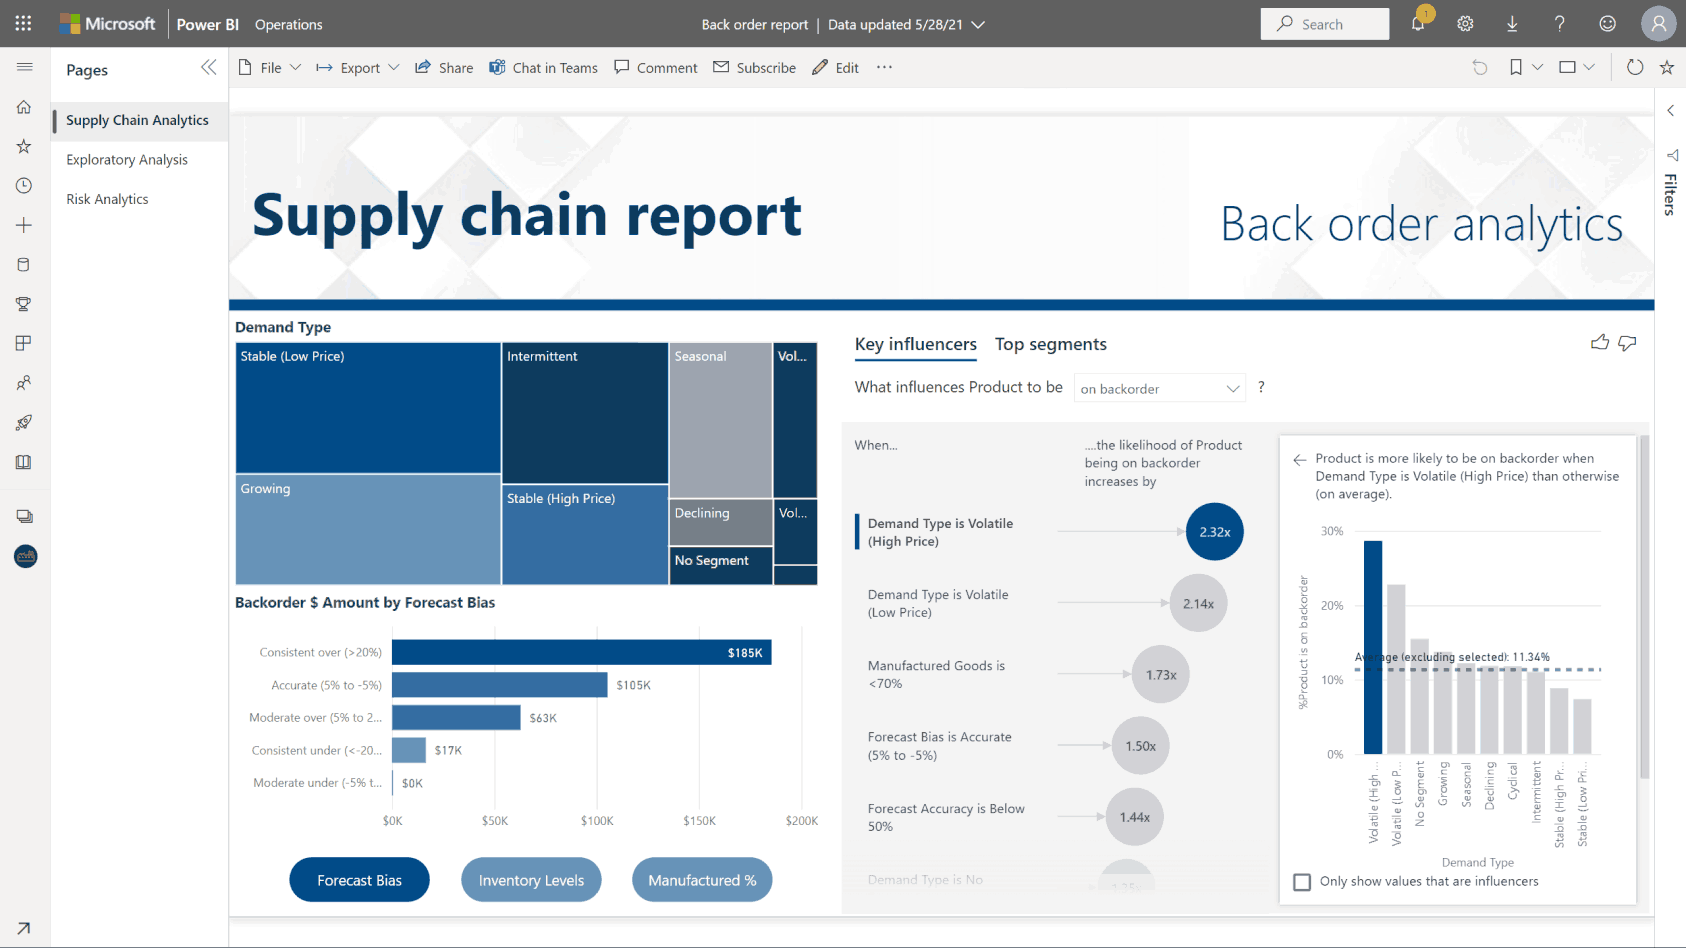 Microsoft
Power BI
Operations
Back order report | Data updated 5/28/21
Search
1
Pages
File
Export
Share
Chat in Teams
Comment
Subscribe
Edit
Supply Chain Analytics
Exploratory Analysis
Risk Analytics
Filters
Supply chain report
Back order analytics
Demand Type
Stable (Low Price)
Intermittent
Seasonal
Vol...
Growing
Stable (High Price)
Declining
Vol...
No Segment
Backorder $ Amount by Forecast Bias
Consistent over (>20%)
$185K
Accurate (5% to -5%)
$105K
Moderate over (5% to 2...
$63K
Consistent under (<-20...
$17K
Moderate under (-5% t...
$0K
$0K
$50K
$100K
$150K
$200K
Forecast Bias
Inventory Levels
Manufactured %
Key influencers
Top segments
What influences Product to be
on backorder
?
When...
....the likelihood of Product
being on backorder
increases by
Demand Type is Volatile
(High Price)
2.32x
Demand Type is Volatile
(Low Price)
2.14x
Manufactured Goods is
<70%
1.73x
Forecast Bias is Accurate
(5% to -5%)
1.50x
Forecast Accuracy is Below
50%
1.44x
Demand Type is No
1.25x
Product is more likely to be on backorder when
Demand Type is Volatile (High Price) than otherwise
(on average).
30%
20%
10%
0%
%Product is on backorder
Average (excluding selected): 11.34%
Volatile (High ...
Volatile (Low P...
No Segment
Growing
Seasonal
Declining
Cyclical
Intermittent
Stable (High Pr...
Stable (Low Pri...
Demand Type
Only show values that are influencers